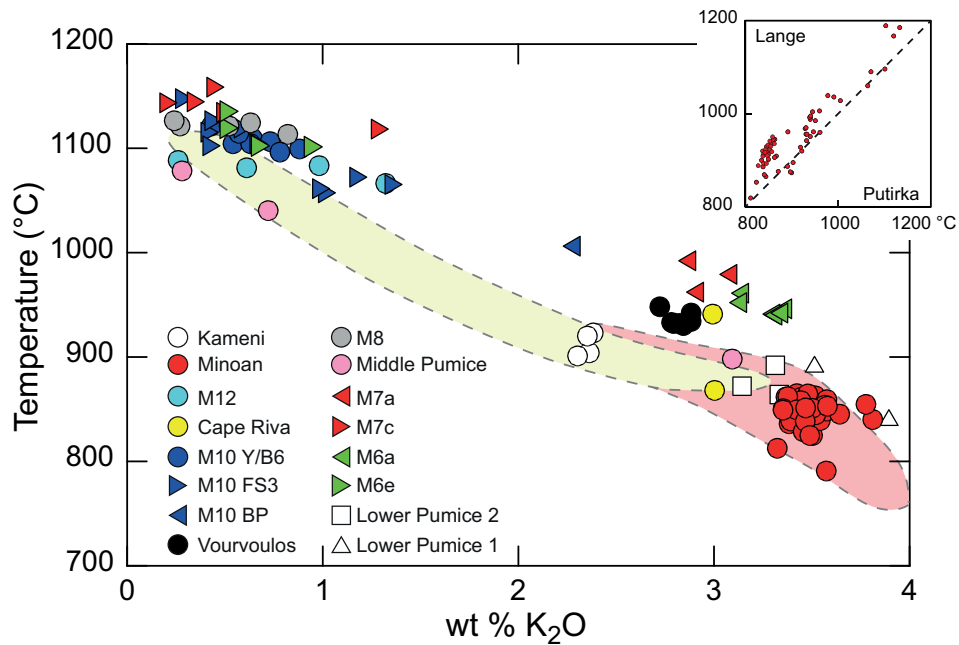 1200
1100
1000
900
800
700
Temperature (°C)
0
1
2
3
4
wt % K2O
Kameni
Minoan
M12
Cape Riva
M10 Y/B6
M10 FS3
M10 BP
Vourvoulos
M8
Middle Pumice
M7a
M7c
M6a
M6e
Lower Pumice 2
Lower Pumice 1
1200
Lange
1000
800
Putirka
800
1000
1200 °C